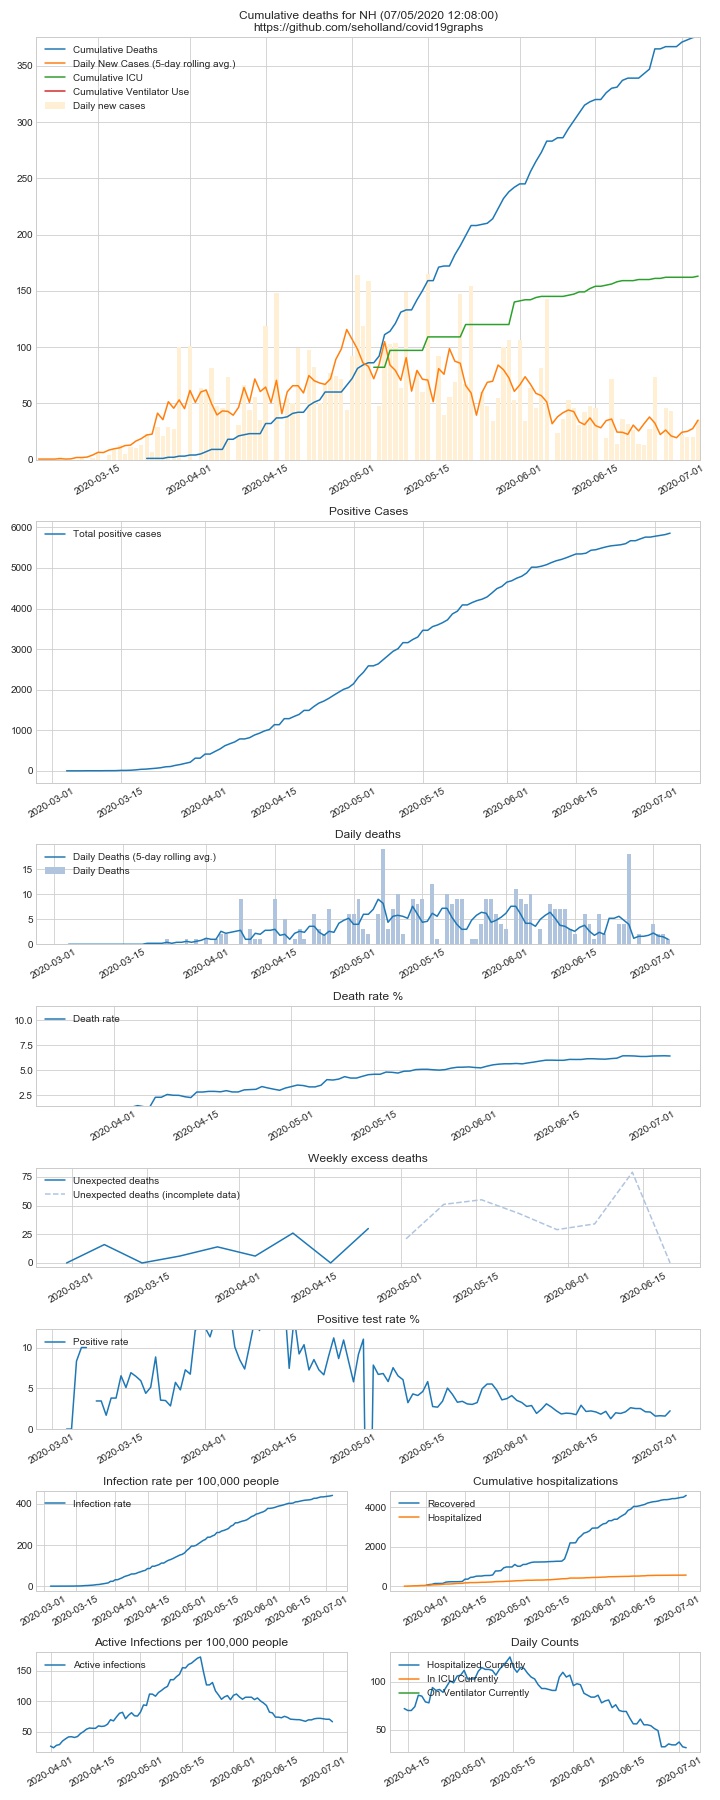 Cumulative deaths for NH (07/05/2020 12:08:00)
https://github.com/seholland/covid19graphs
Cumulative Deaths
Daily New Cases (5-day rolling avg.)
Cumulative ICU
Cumulative Ventilator Use
Daily new cases
350
300
250
200
150
100
50
0
2020-03-15 2020-04-01 2020-04-15 2020-05-01 2020-05-15 2020-06-01 2020-06-15 2020-07-01
Positive Cases
Total positive cases
6000
5000
4000
3000
2000
1000
0
2020-03-01 2020-03-15 2020-04-01 2020-04-15 2020-05-01 2020-05-15 2020-06-01 2020-06-15 2020-07-01
Daily deaths
Daily Deaths (5-day rolling avg.)
Daily Deaths
15
10
5
0
2020-03-01 2020-03-15 2020-04-01 2020-04-15 2020-05-01 2020-05-15 2020-06-01 2020-06-15 2020-07-01
Death rate %
Death rate
10.0
7.5
5.0
2.5
2020-04-01 2020-04-15 2020-05-01 2020-05-15 2020-06-01 2020-06-15 2020-07-01
Weekly excess deaths
Unexpected deaths
Unexpected deaths (incomplete data)
75
50
25
0
2020-03-01 2020-03-15 2020-04-01 2020-04-15 2020-05-01 2020-05-15 2020-06-01 2020-06-15
Positive test rate %
Positive rate
10
5
0
2020-03-01 2020-03-15 2020-04-01 2020-04-15 2020-05-01 2020-05-15 2020-06-01 2020-06-15 2020-07-01
Infection rate per 100,000 people
Infection rate
400
200
0
2020-03-01 2020-03-15 2020-04-01 2020-04-15 2020-05-01 2020-05-15 2020-06-01 2020-06-15 2020-07-01
Cumulative hospitalizations
Recovered
Hospitalized
4000
2000
0
2020-04-01 2020-04-15 2020-05-01 2020-05-15 2020-06-01 2020-06-15 2020-07-01
Active Infections per 100,000 people
Active infections
150
100
50
2020-04-01 2020-04-15 2020-05-01 2020-05-15 2020-06-01 2020-06-15 2020-07-01
Daily Counts
Hospitalized Currently
In ICU Currently
On Ventilator Currently
100
50
2020-04-15 2020-05-01 2020-05-15 2020-06-01 2020-06-15 2020-07-01